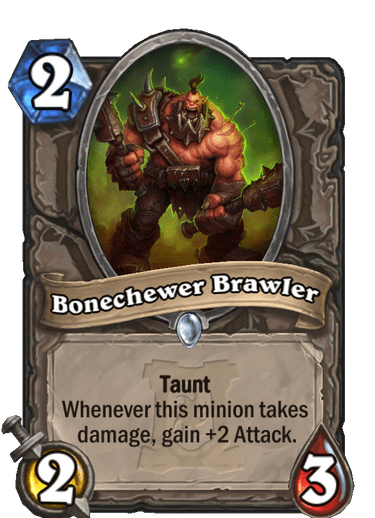 2
Bonechewer Brawler
Taunt
Whenever this minion takes
damage, gain +2 Attack.
2
3